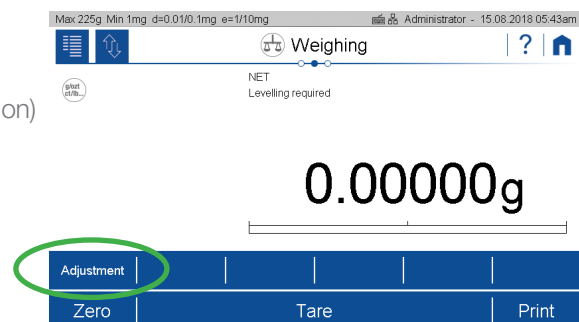 Max 225g Min 1mg d=0.01/0.1mg e=1/10mg Administrator - 15.08.2018 05:43am
Weighing ?
g/ozt
ct/lb...
NET
Levelling required
on)
0.00000g
Adjustment
Zero Tare Print